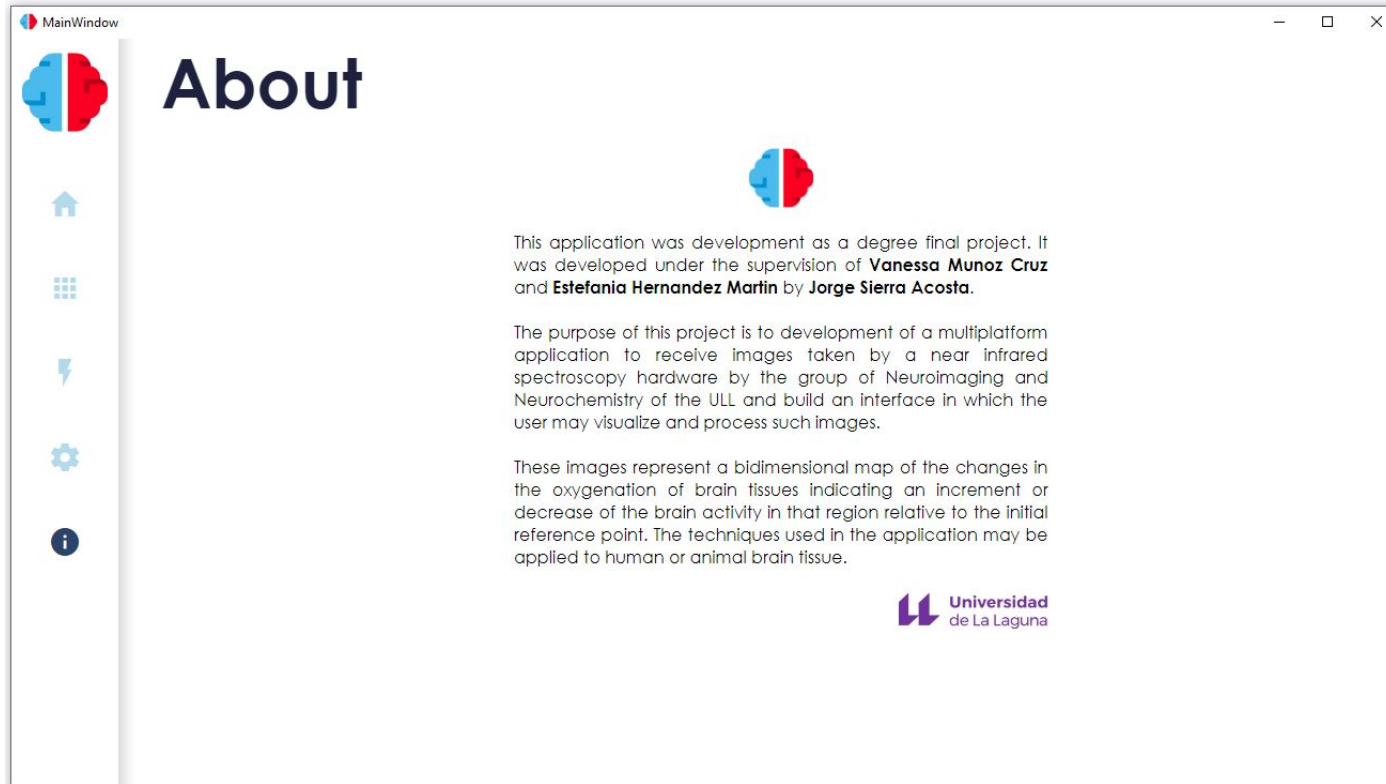 MainWindow
About
This application was development as a degree final project. It
was developed under the supervision of Vanessa Munoz Cruz
and Estefania Hernandez Martin by Jorge Sierra Acosta.
The purpose of this project is to development of a multiplatform
application to receive images taken by a near infrared
spectroscopy hardware by the group of Neuroimaging and
Neurochemistry of the ULL and build an interface in which the
user may visualize and process such images.
These images represent a bidimensional map of the changes in
the oxygenation of brain tissues indicating an increment or
decrease of the brain activity in that region relative to the initial
reference point. The techniques used in the application may be
applied to human or animal brain tissue.
Universidad
de La Laguna